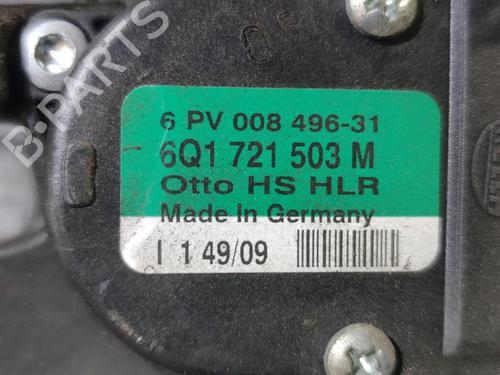 B-PARTS
6 PV 008 496-31
6Q1 721 503 M
Otto HS HLR
Made in Germany
I 1 49/09